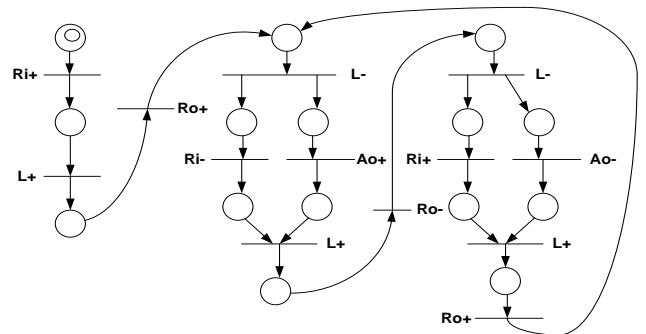 Ri+
L+
Ro+
L-
Ri-
Ao+
L+
Ro-
L-
Ri+
Ao-
L+
Ro+